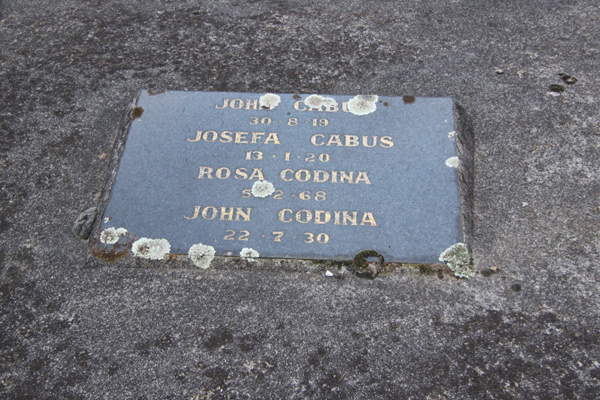 JOHN CABUS
30·8·19
JOSEFA CABUS
13·1·20
ROSA CODINA
5 2·68
JOHN CODINA
22 7 30